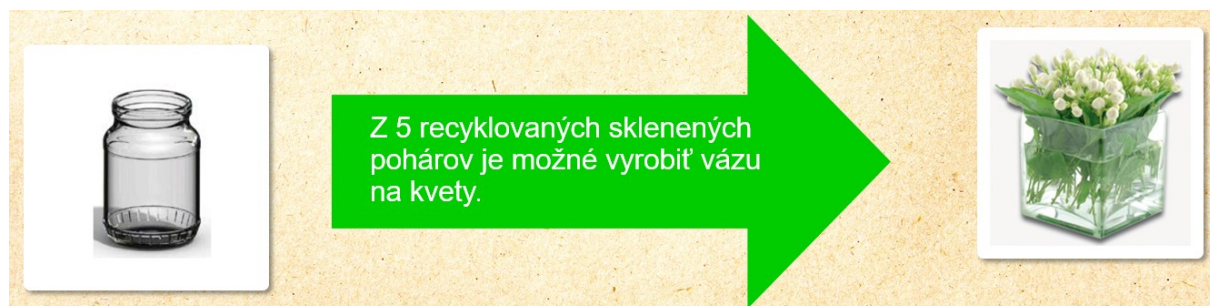 Z 5 recyklovaných sklenených
pohárov je možné vyrobiť vázu
na kvety.